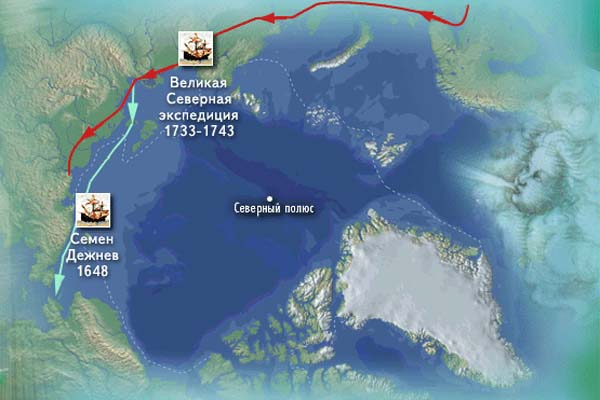 Великая
Северная
экспедиция
1733-1743
Северный полюс
Семен
Дежнев
1648